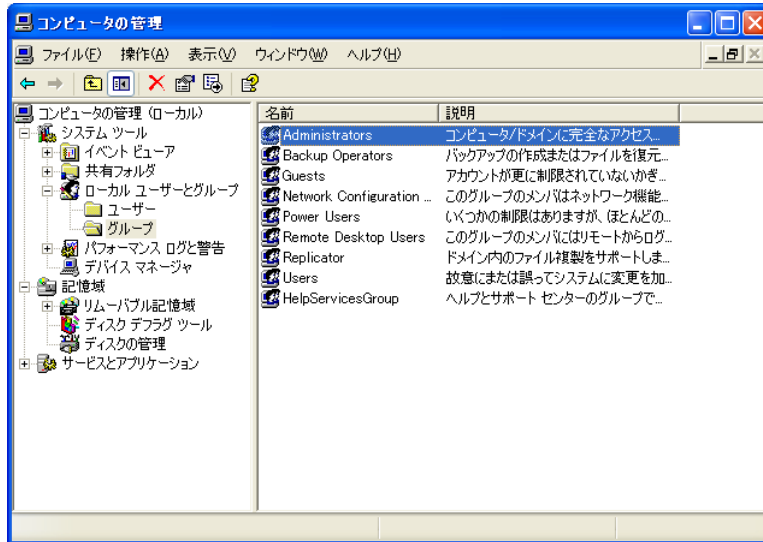 コンピュータの管理
ファイル(F) 操作(A) 表示(V) ウィンドウ(W) ヘルプ(H)
コンピュータの管理 (ローカル)
システム ツール
イベント ビューア
共有フォルダ
ローカル ユーザーとグループ
ユーザー
グループ
パフォーマンス ログと警告
デバイス マネージャ
記憶域
リムーバブル記憶域
ディスク デフラグ ツール
ディスクの管理
サービスとアプリケーション
名前 説明
Administrators コンピュータ/ドメインに完全なアクセス...
Backup Operators バックアップの作成またはファイルを復元...
Guests アカウントが更に制限されていないかぎ...
Network Configuration ... このグループのメンバはネットワーク機能...
Power Users いくつかの制限はありますが、ほとんどの...
Remote Desktop Users このグループのメンバにはリモートからログ...
Replicator ドメイン内のファイル複製をサポートしま...
Users 故意にまたは誤ってシステムに変更を加...
HelpServicesGroup ヘルプとサポート センターのグループで...